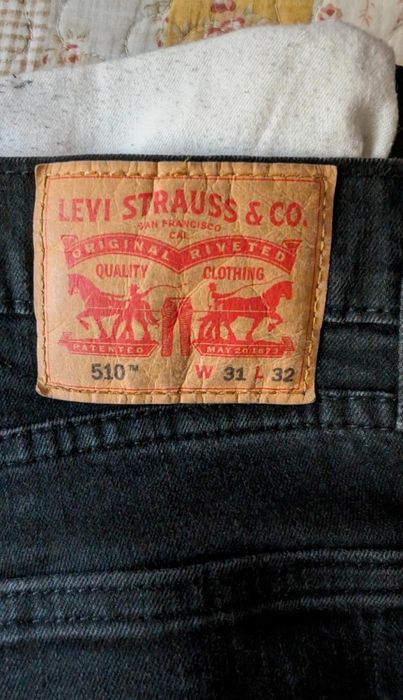 LEVI STRAUSS & CO.
SAN FRANCISCO
CAL
ORIGINAL RIVETED
QUALITY CLOTHING
PATENTED MAY 20 1873
510™ W 31 L 32